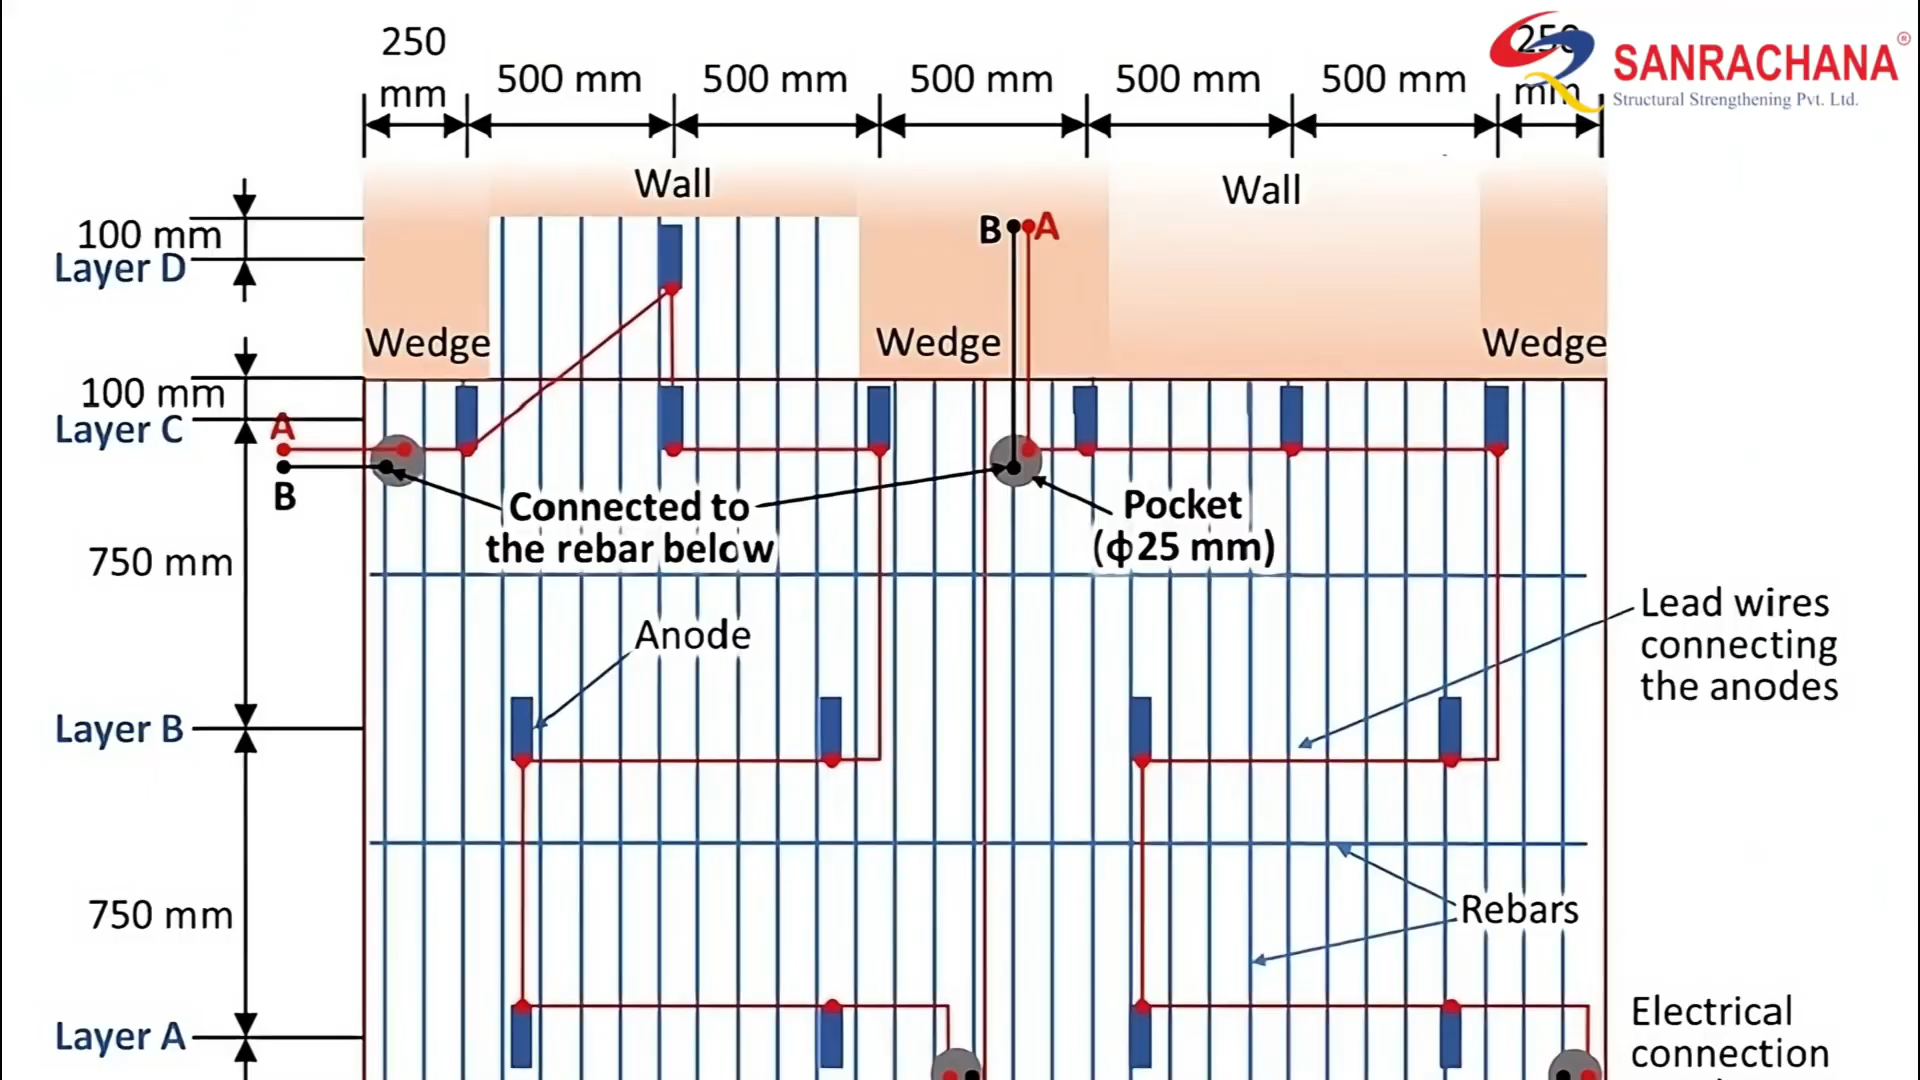 250
mm
500 mm
500 mm
500 mm
500 mm
500 mm
250
mm
SANRACHANA®
Structural Strengthening Pvt. Ltd.
Wall
Wall
100 mm
Layer D
B
A
Wedge
Wedge
Wedge
100 mm
Layer C
A
B
Connected to
the rebar below
Pocket
(ϕ25 mm)
750 mm
Anode
Lead wires
connecting
the anodes
Layer B
750 mm
Rebars
Layer A
Electrical
connection